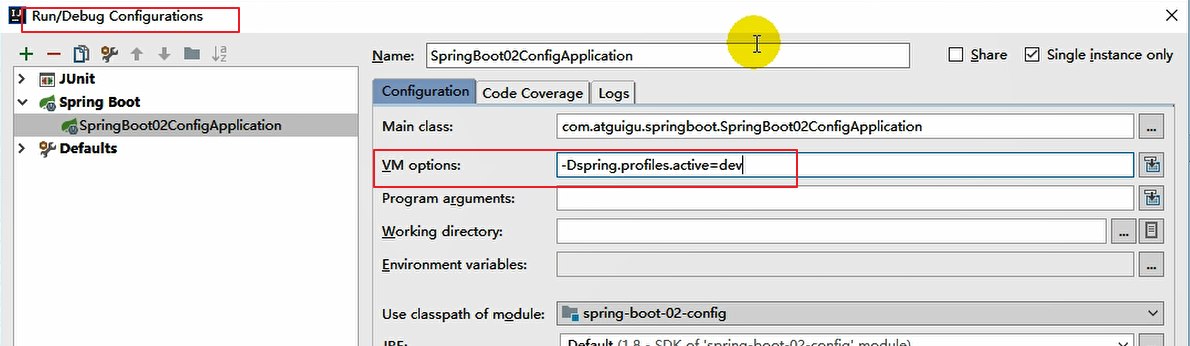 Run/Debug Configurations
Name: SpringBoot02ConfigApplication Share Single instance only
JUnit
Spring Boot
SpringBoot02ConfigApplication
Defaults
Configuration Code Coverage Logs
Main class: com.atguigu.springboot.SpringBoot02ConfigApplication ...
VM options: -Dspring.profiles.active=dev
Program arguments:
Working directory: ...
Environment variables: ...
Use classpath of module: spring-boot-02-config
JRE: Default (1.8 - SDK of 'spring-boot-02-config' module)